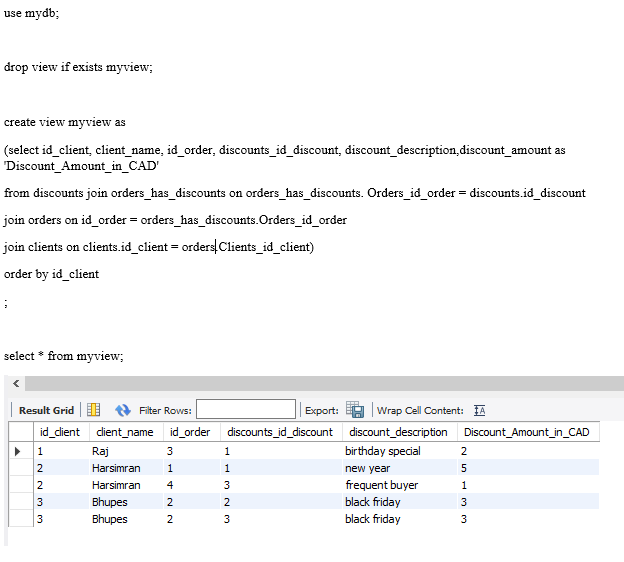 use mydb;
drop view if exists myview;
create view myview as
(select id_client, client_name, id_order, discounts_id_discount, discount_description,discount_amount as
'Discount_Amount_in_CAD'
from discounts join orders_has_discounts on orders_has_discounts. Orders_id_order = discounts.id_discount
join orders on id_order = orders_has_discounts.Orders_id_order
join clients on clients.id_client = orders.Clients_id_client)
order by id_client
;
select * from myview;
Result Grid Filter Rows: Export: Wrap Cell Content:
id_client client_name id_order discounts_id_discount discount_description Discount_Amount_in_CAD
1 Raj 3 1 birthday special 2
2 Harsimran 1 1 new year 5
2 Harsimran 4 3 frequent buyer 1
3 Bhupes 2 2 black friday 3
3 Bhupes 2 3 black friday 3